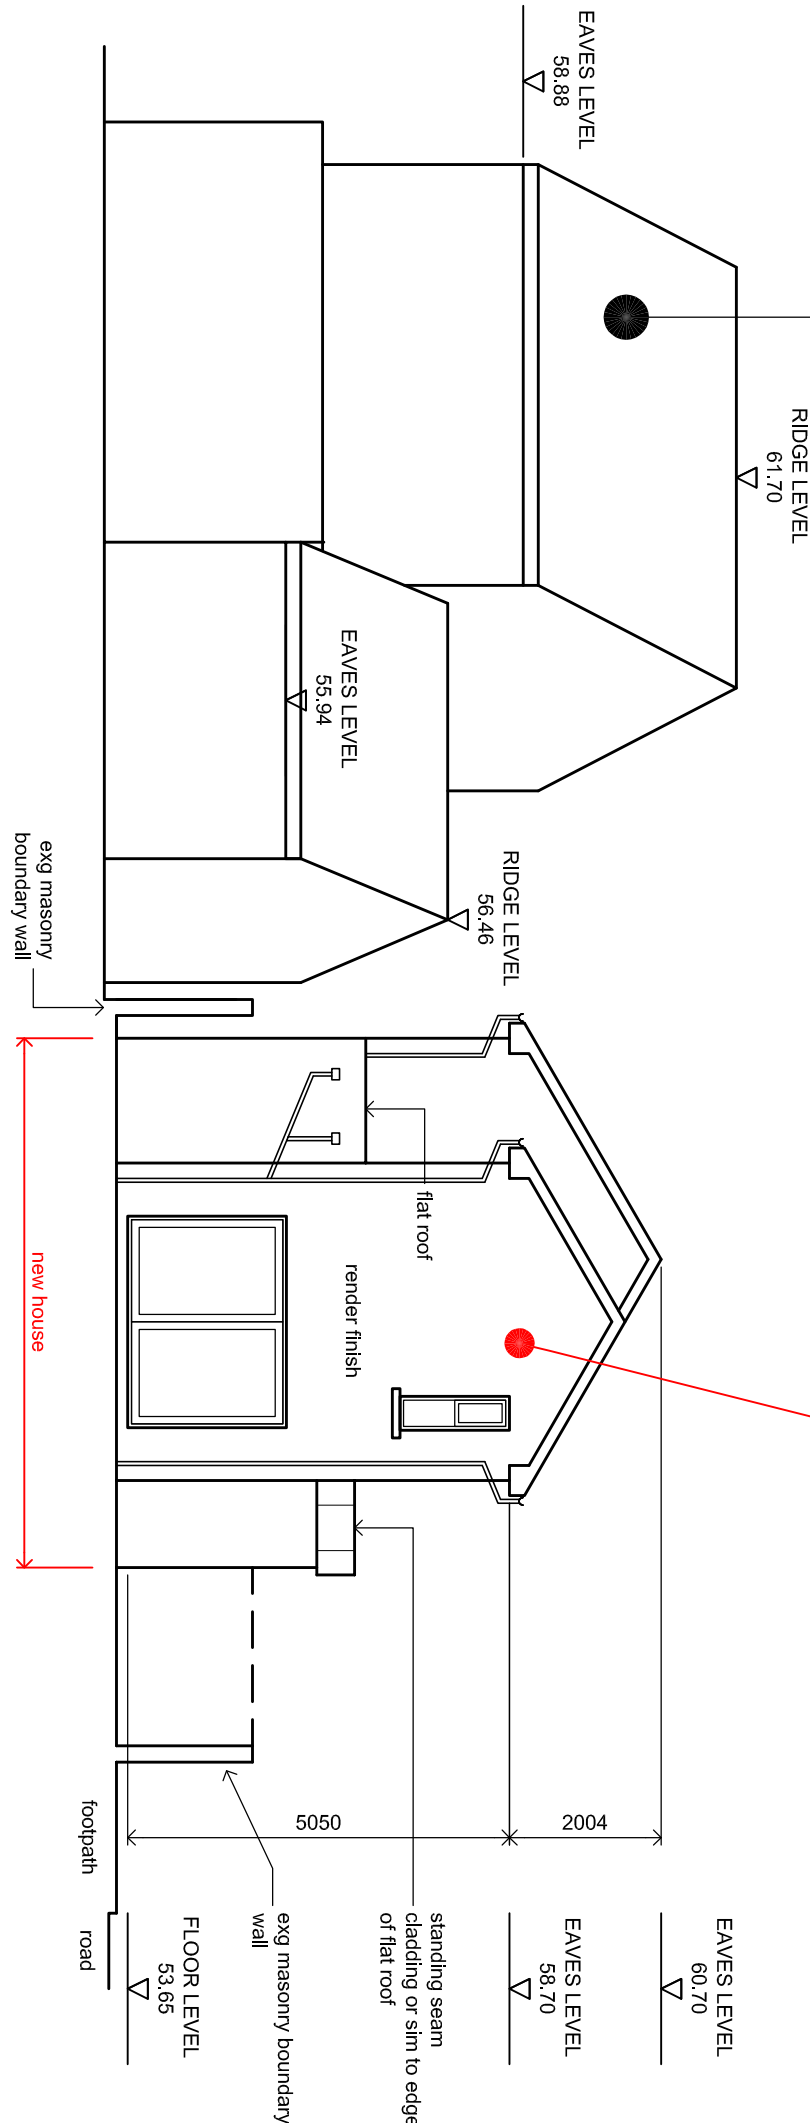 EAVES LEVEL
58.88
RIDGE LEVEL
61.70
EAVES LEVEL
55.94
RIDGE LEVEL
56.46
exg masonry
boundary wall
flat roof
render finish
new house
5050
2004
footpath
road
EAVES LEVEL
60.70
EAVES LEVEL
58.70
standing seam
cladding or sim to edge
of flat roof
exg masonry boundary
wall
FLOOR LEVEL
53.65